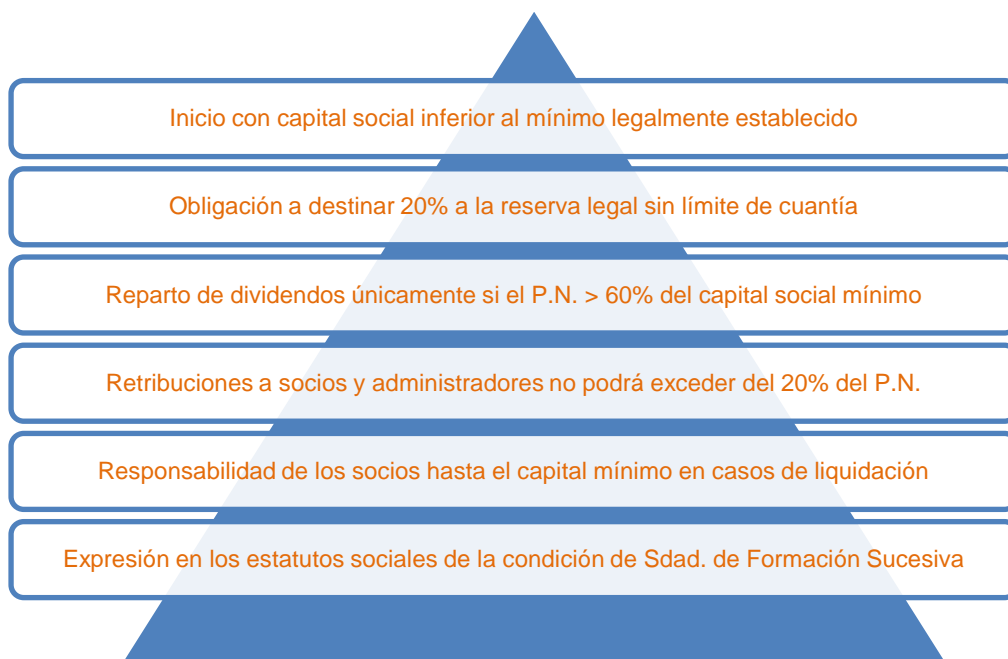 Inicio con capital social inferior al mínimo legalmente establecido
Obligación a destinar 20% a la reserva legal sin límite de cuantía
Reparto de dividendos únicamente si el P.N. > 60% del capital social mínimo
Retribuciones a socios y administradores no podrá exceder del 20% del P.N.
Responsabilidad de los socios hasta el capital mínimo en casos de liquidación
Expresión en los estatutos sociales de la condición de Sdad. de Formación Sucesiva